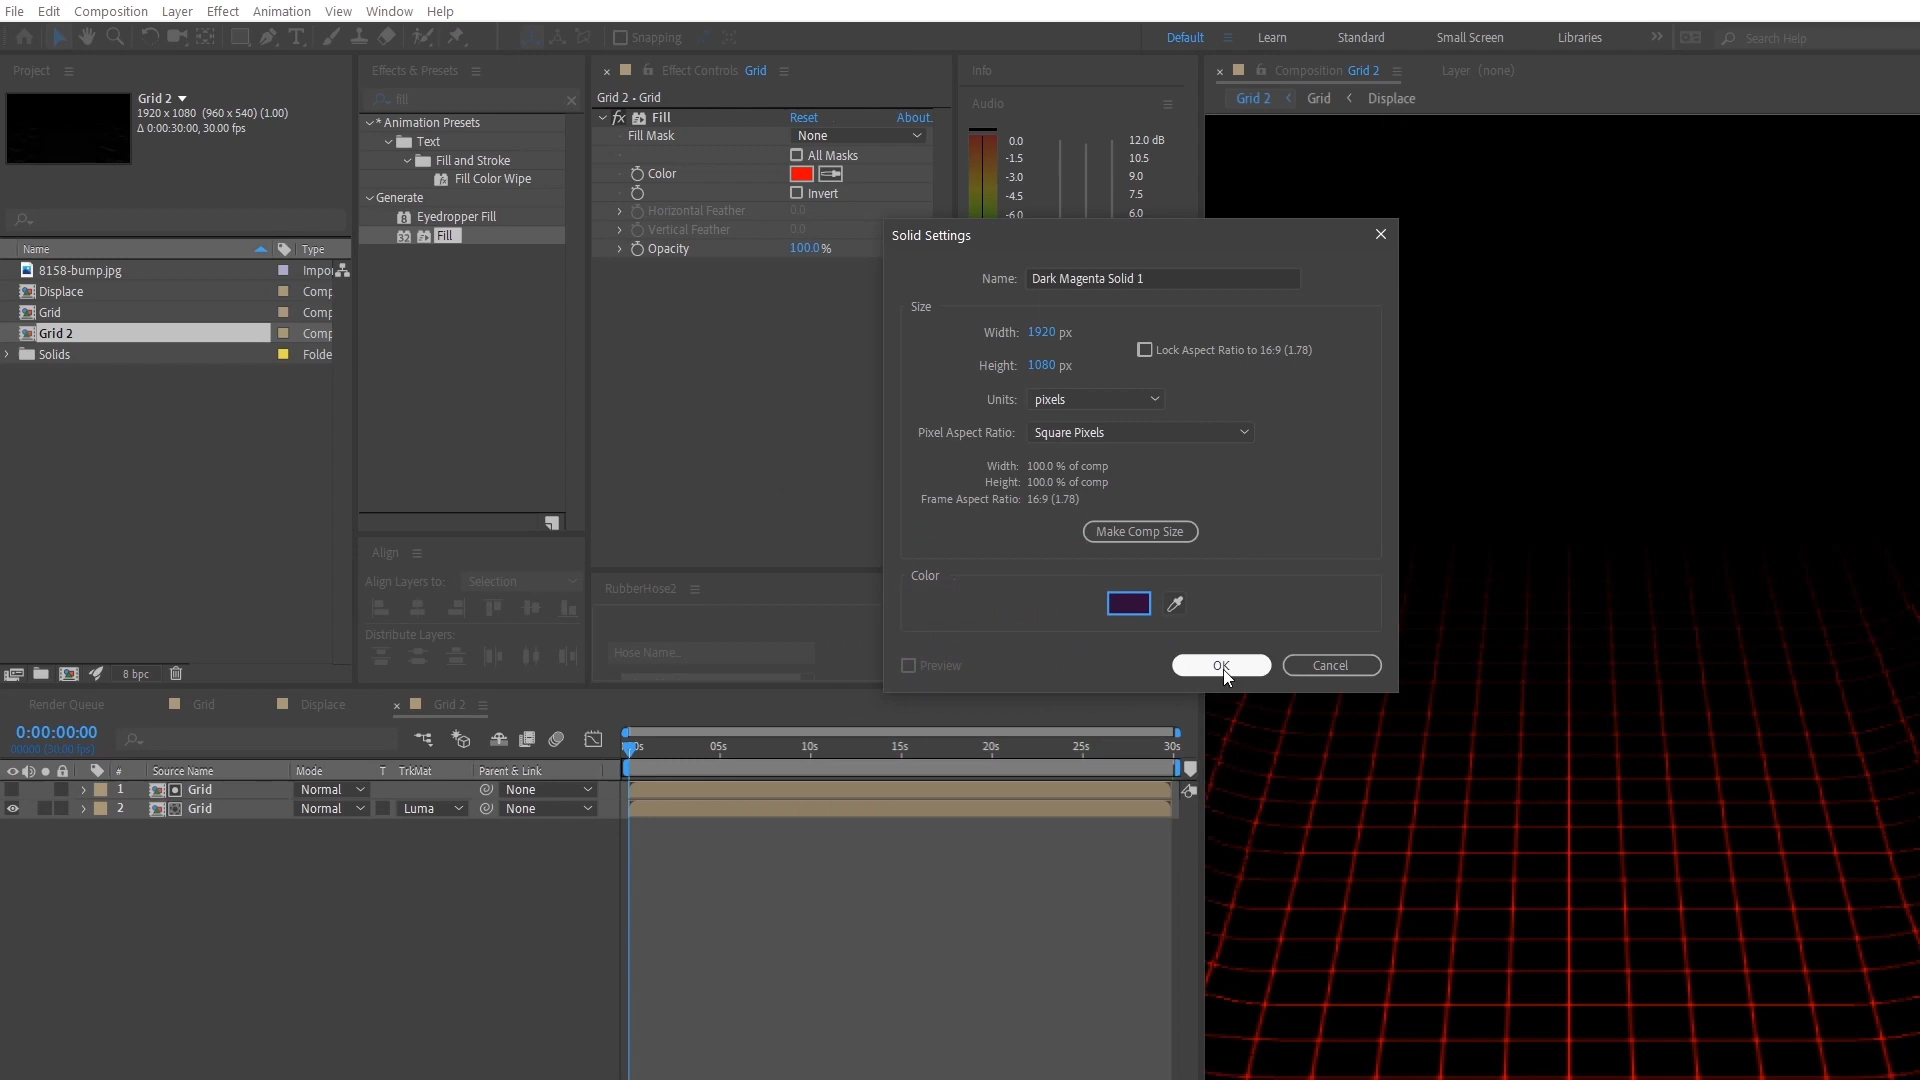 File Edit Composition Layer Effect Animation View Window Help
Snapping Default Learn Standard Small Screen Libraries Search Help
Project
Grid 2
1920 x 1080 (960 x 540) (1.00)
Δ 0:00:30:00, 30.00 fps
Name Type
8158-bump.jpg Impor
Displace Comp
Grid Comp
Grid 2 Comp
Solids Folde
8 bpc
Effects & Presets
fill
* Animation Presets
Text
Fill and Stroke
Fill Color Wipe
Generate
8 Eyedropper Fill
32 Fill
Align
Align Layers to: Selection
Distribute Layers:
Effect Controls Grid
Grid 2 • Grid
fx Fill Reset About.
Fill Mask None
All Masks
Color
Invert
Horizontal Feather 0.0
Vertical Feather 0.0
Opacity 100.0 %
RubberHose2
Hose Name...
Info
Audio
0.0 12.0 dB
-1.5 10.5
-3.0 9.0
-4.5 7.5
-6.0 6.0
Composition Grid 2 Layer (none)
Grid 2 Grid Displace
Solid Settings
Name: Dark Magenta Solid 1
Size
Width: 1920 px
Lock Aspect Ratio to 16:9 (1.78)
Height: 1080 px
Units: pixels
Pixel Aspect Ratio: Square Pixels
Width: 100.0 % of comp
Height: 100.0 % of comp
Frame Aspect Ratio: 16:9 (1.78)
Make Comp Size
Color
Preview OK Cancel
Render Queue Grid Displace Grid 2
0:00:00:00
00000 (30.00 fps)
05s 10s 15s 20s 25s 30s
# Source Name Mode T TrkMat Parent & Link
1 Grid Normal None
2 Grid Normal Luma None